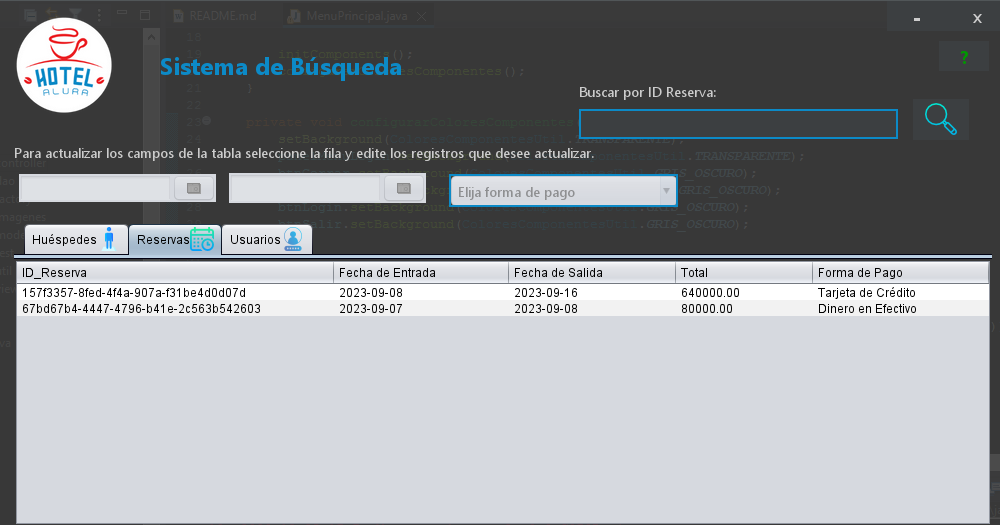 README.md
MenuPrincipal.java
-
x
HOTEL
ALURA
Sistema de Búsqueda
?
initComponents();
Buscar por ID Reserva:
Para actualizar los campos de la tabla seleccione la fila y edite los registros que desee actualizar.
Elija forma de pago
Huéspedes
Reservas
Usuarios
ID_Reserva Fecha de Entrada Fecha de Salida Total Forma de Pago
157f3357-8fed-4f4a-907a-f31be4d0d07d 2023-09-08 2023-09-16 640000.00 Tarjeta de Crédito
67bd67b4-4447-4796-b41e-2c563b542603 2023-09-07 2023-09-08 80000.00 Dinero en Efectivo